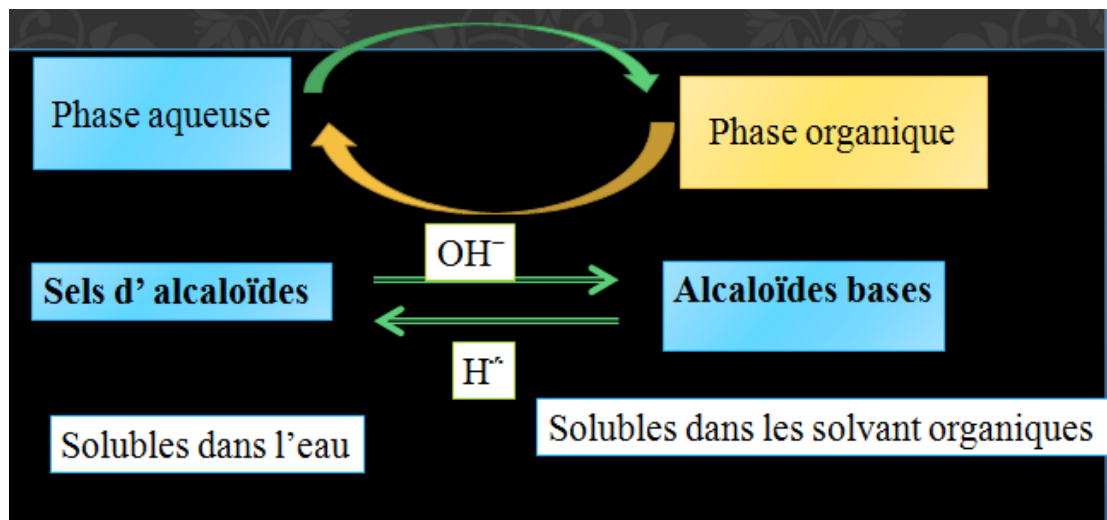 Phase aqueuse
Phase organique
OH⁻
Sels d’ alcaloïdes
Alcaloïdes bases
H⁺
Solubles dans l’eau
Solubles dans les solvant organiques